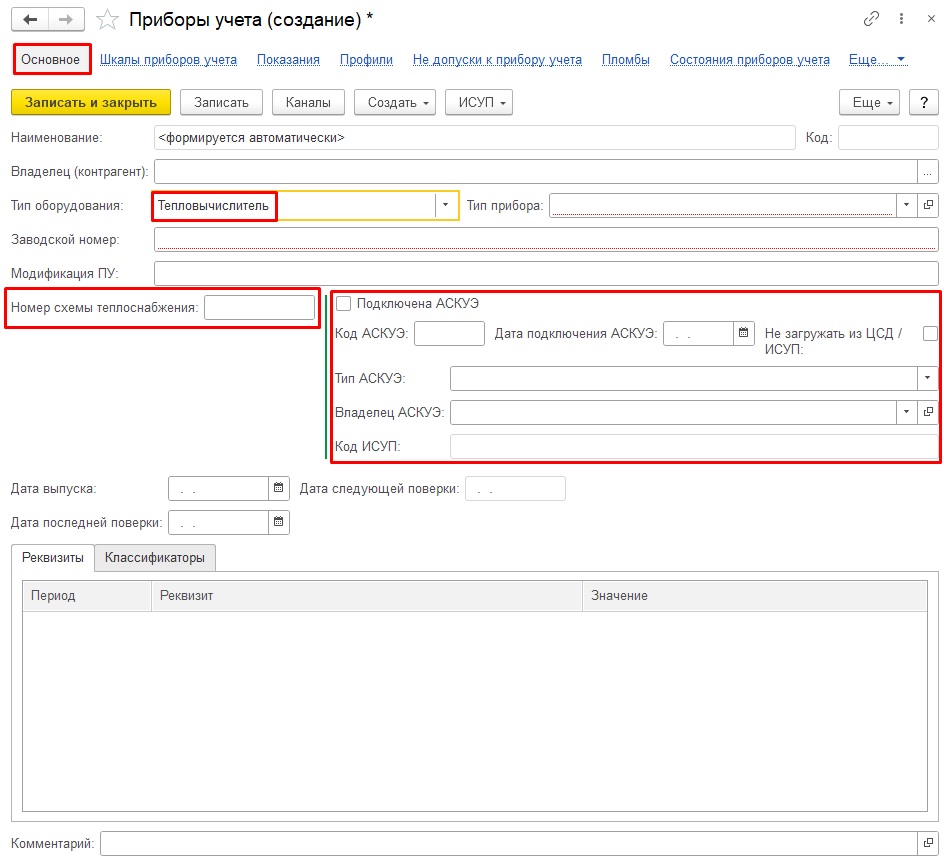 Приборы учета (создание) *
Основное Шкалы приборов учета Показания Профили Не допуски к прибору учета Пломбы Состояния приборов учета Еще...
Записать и закрыть Записать Каналы Создать ИСУП Еще ?
Наименование: <формируется автоматически> Код:
Владелец (контрагент): ...
Тип оборудования: Тепловычислитель Тип прибора:
Заводской номер:
Модификация ПУ:
Номер схемы теплоснабжения: Подключена АСКУЭ
Код АСКУЭ: Дата подключения АСКУЭ: . . Не загружать из ЦСД /
ИСУП:
Тип АСКУЭ:
Владелец АСКУЭ:
Код ИСУП:
Дата выпуска: . . Дата следующей поверки: . .
Дата последней поверки: . .
Реквизиты Классификаторы
Период Реквизит Значение
Комментарий: